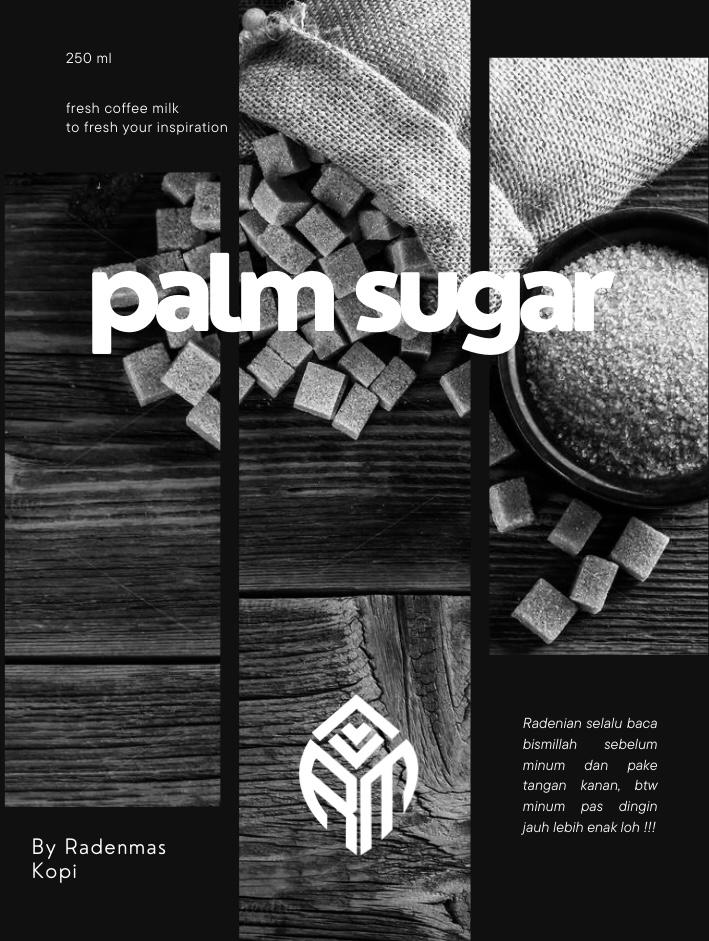 250 ml
fresh coffee milk
to fresh your inspiration
palm sugar
RM
By Radenmas
Kopi
Radenian selalu baca
bismillah sebelum
minum dan pake
tangan kanan, btw
minum pas dingin
jauh lebih enak loh !!!